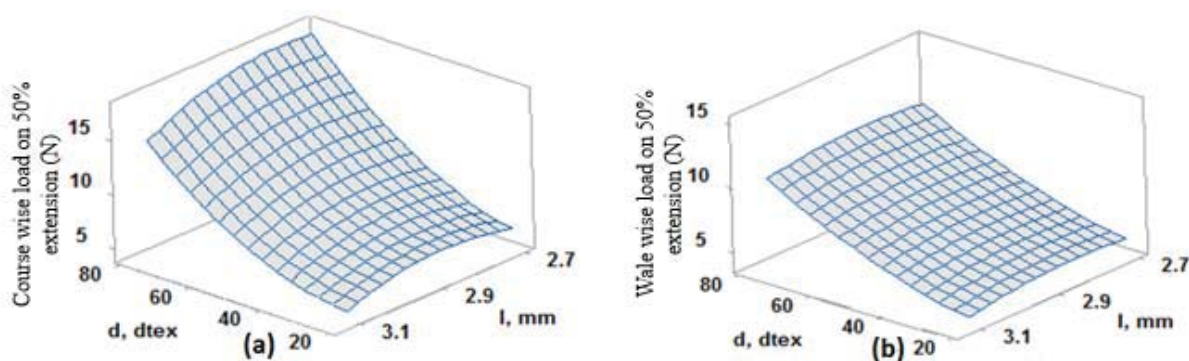 Course wise load on 50%
extension (N)
15
10
5
80
60
40
20
d, dtex
(a)
3.1
2.9
2.7
l, mm
Wale wise load on 50%
extension (N)
15
10
5
80
60
40
20
d, dtex
(b)
3.1
2.9
2.7
l, mm